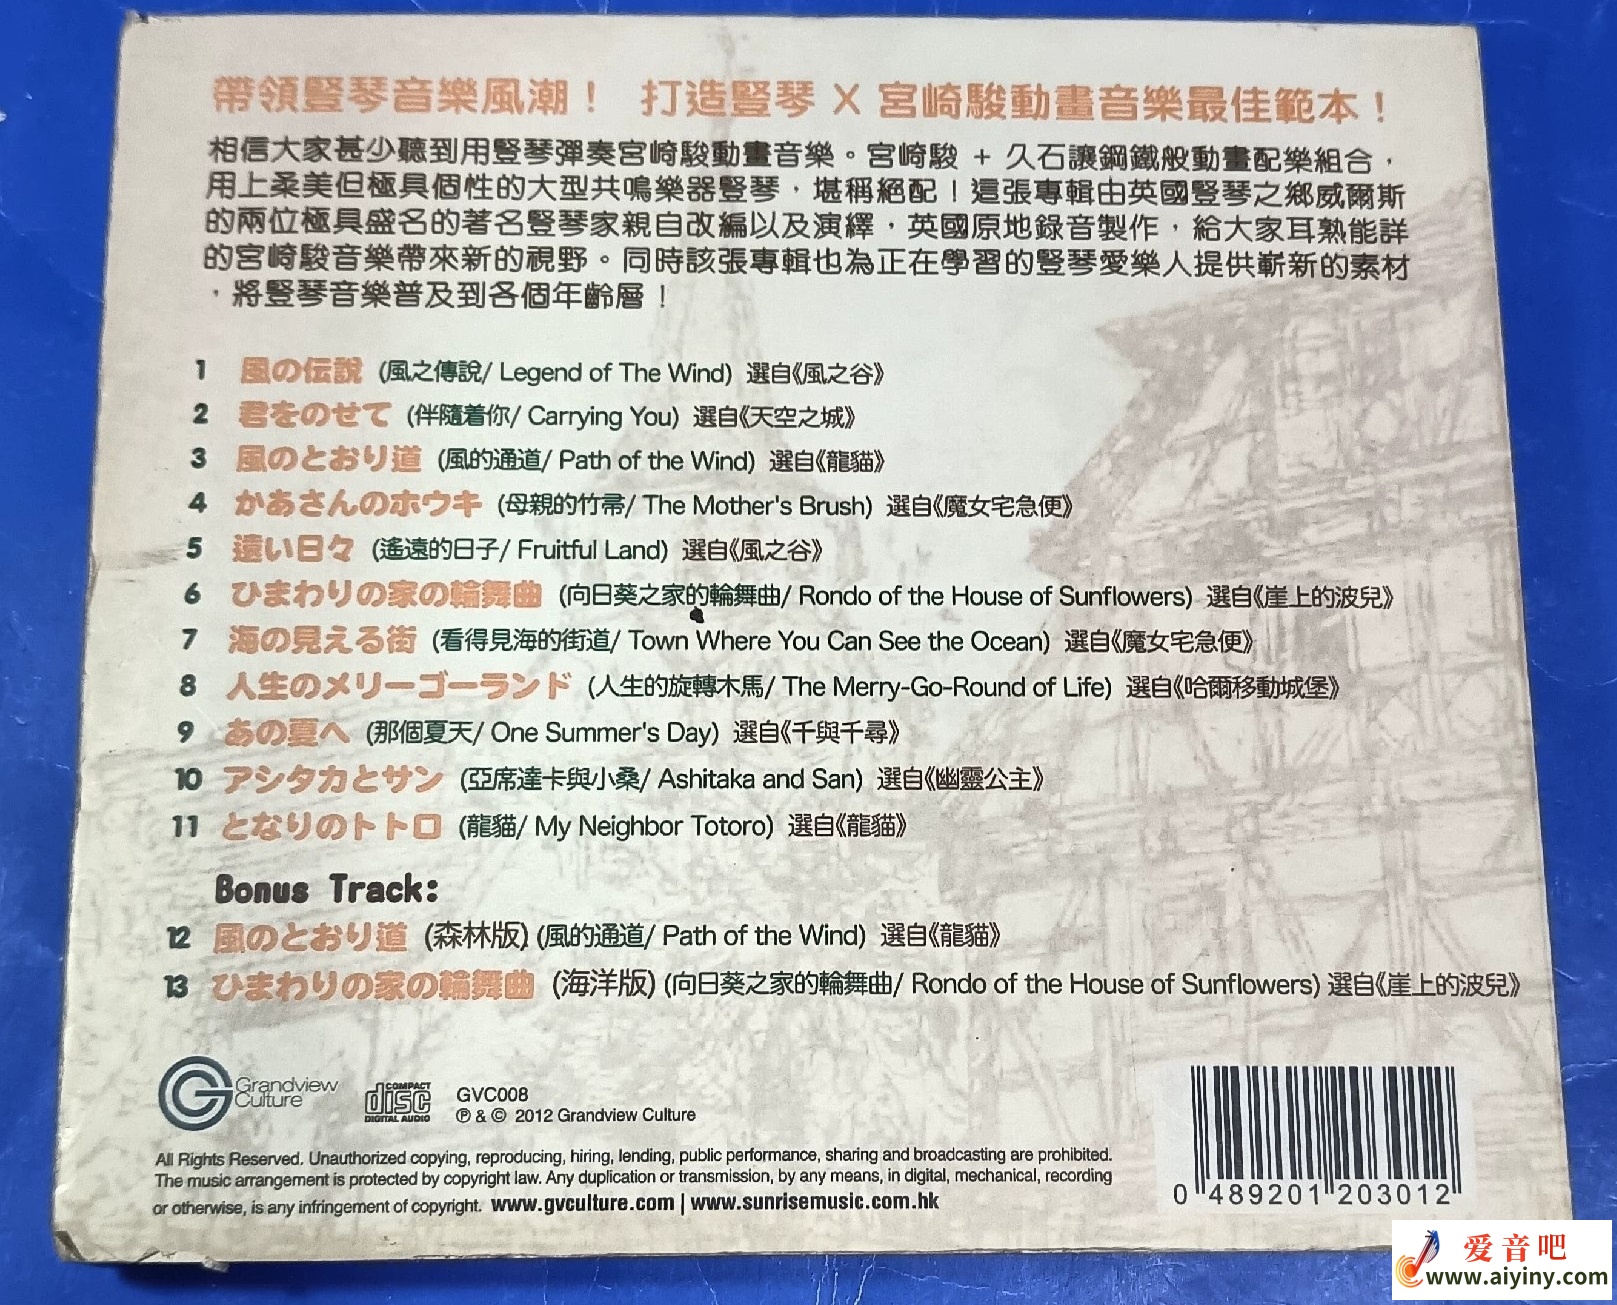 帶領豎琴音樂風潮！ 打造豎琴 X 宮崎駿動畫音樂最佳範本！
相信大家甚少聽到用豎琴彈奏宮崎駿動畫音樂。宮崎駿 + 久石讓鋼鐵般動畫配樂組合，
用上柔美但極具個性的大型共鳴樂器豎琴，堪稱絕配！這張專輯由英國豎琴之鄉威爾斯
的兩位極具盛名的著名豎琴家親自改編以及演繹，英國原地錄音製作，給大家耳熟能詳
的宮崎駿音樂帶來新的視野。同時該張專輯也為正在學習的豎琴愛樂人提供嶄新的素材
，將豎琴音樂普及到各個年齡層！
1 風の伝説 (風之傳說/ Legend of The Wind) 選自《風之谷》
2 君をのせて (伴隨着你/ Carrying You) 選自《天空之城》
3 風のとおり道 (風的通道/ Path of the Wind) 選自《龍貓》
4 かあさんのホウキ (母親的竹帚/ The Mother's Brush) 選自《魔女宅急便》
5 遠い日々 (遙遠的日子/ Fruitful Land) 選自《風之谷》
6 ひまわりの家の輪舞曲 (向日葵之家的輪舞曲/ Rondo of the House of Sunflowers) 選自《崖上的波兒》
7 海の見える街 (看得見海的街道/ Town Where You Can See the Ocean) 選自《魔女宅急便》
8 人生のメリーゴーランド (人生的旋轉木馬/ The Merry-Go-Round of Life) 選自《哈爾移動城堡》
9 あの夏へ (那個夏天/ One Summer's Day) 選自《千與千尋》
10 アシタカとサン (亞席達卡與小桑/ Ashitaka and San) 選自《幽靈公主》
11 となりのトトロ (龍貓/ My Neighbor Totoro) 選自《龍貓》
Bonus Track:
12 風のとおり道 (森林版) (風的通道/ Path of the Wind) 選自《龍貓》
13 ひまわりの家の輪舞曲 (海洋版) (向日葵之家的輪舞曲/ Rondo of the House of Sunflowers) 選自《崖上的波兒》
Grandview
Culture
COMPACT
disc
DIGITAL AUDIO
GVC008
℗ & © 2012 Grandview Culture
All Rights Reserved. Unauthorized copying, reproducing, hiring, lending, public performance, sharing and broadcasting are prohibited.
The music arrangement is protected by copyright law. Any duplication or transmission, by any means, in digital, mechanical, recording
or otherwise, is any infringement of copyright. www.gvculture.com | www.sunrisemusic.com.hk
0 489201 203012
爱音吧
www.aiyiny.com